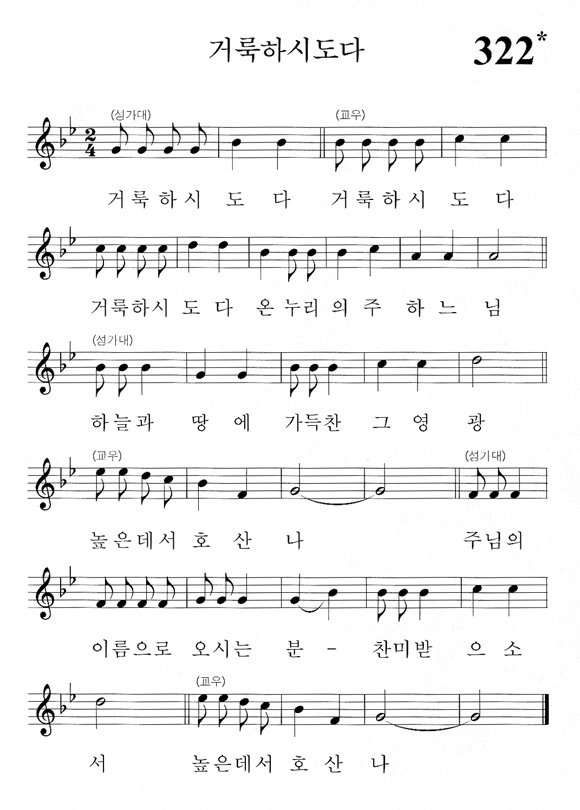 거룩하시도다 322*
(성가대) (교우)
2
4
거룩하시 도 다 거룩하시 도 다
거룩하시 도 다 온 누리 의 주 하 느 님
(성기대)
하늘과 땅 에 가득찬 그 영 광
(교우) (성기대)
높은데서 호 산 나 주님의
이름으로 오시는 분 - 찬미받 으 소
(교우)
서 높은데서 호 산 나